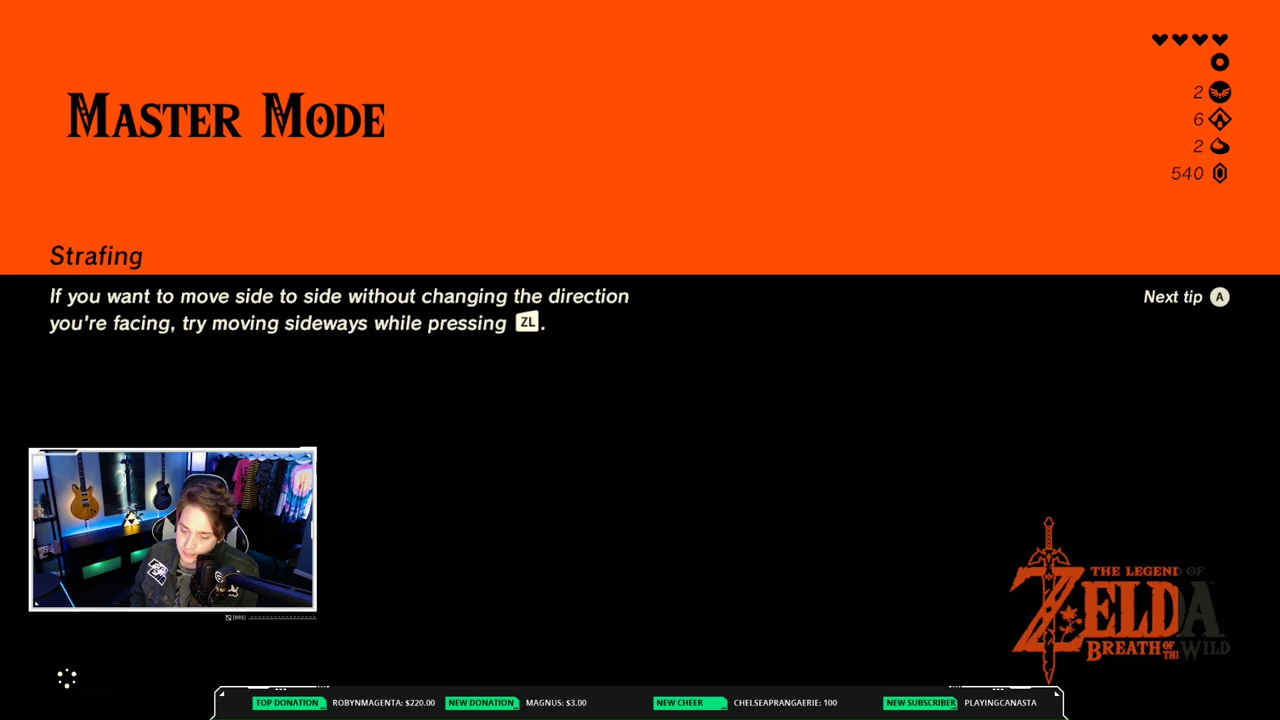 MASTER MODE
2
6
2
540
Strafing
If you want to move side to side without changing the direction
you're facing, try moving sideways while pressing ZL.
Next tip A
[001]
THE LEGEND OF
ZELDA
BREATH OF THE WILD
TOP DONATION ROBYNMAGENTA: $220.00 NEW DONATION MAGNUS: $3.00 NEW CHEER CHELSEAPRANGAERIE: 100 NEW SUBSCRIBER PLAYINGCANASTA